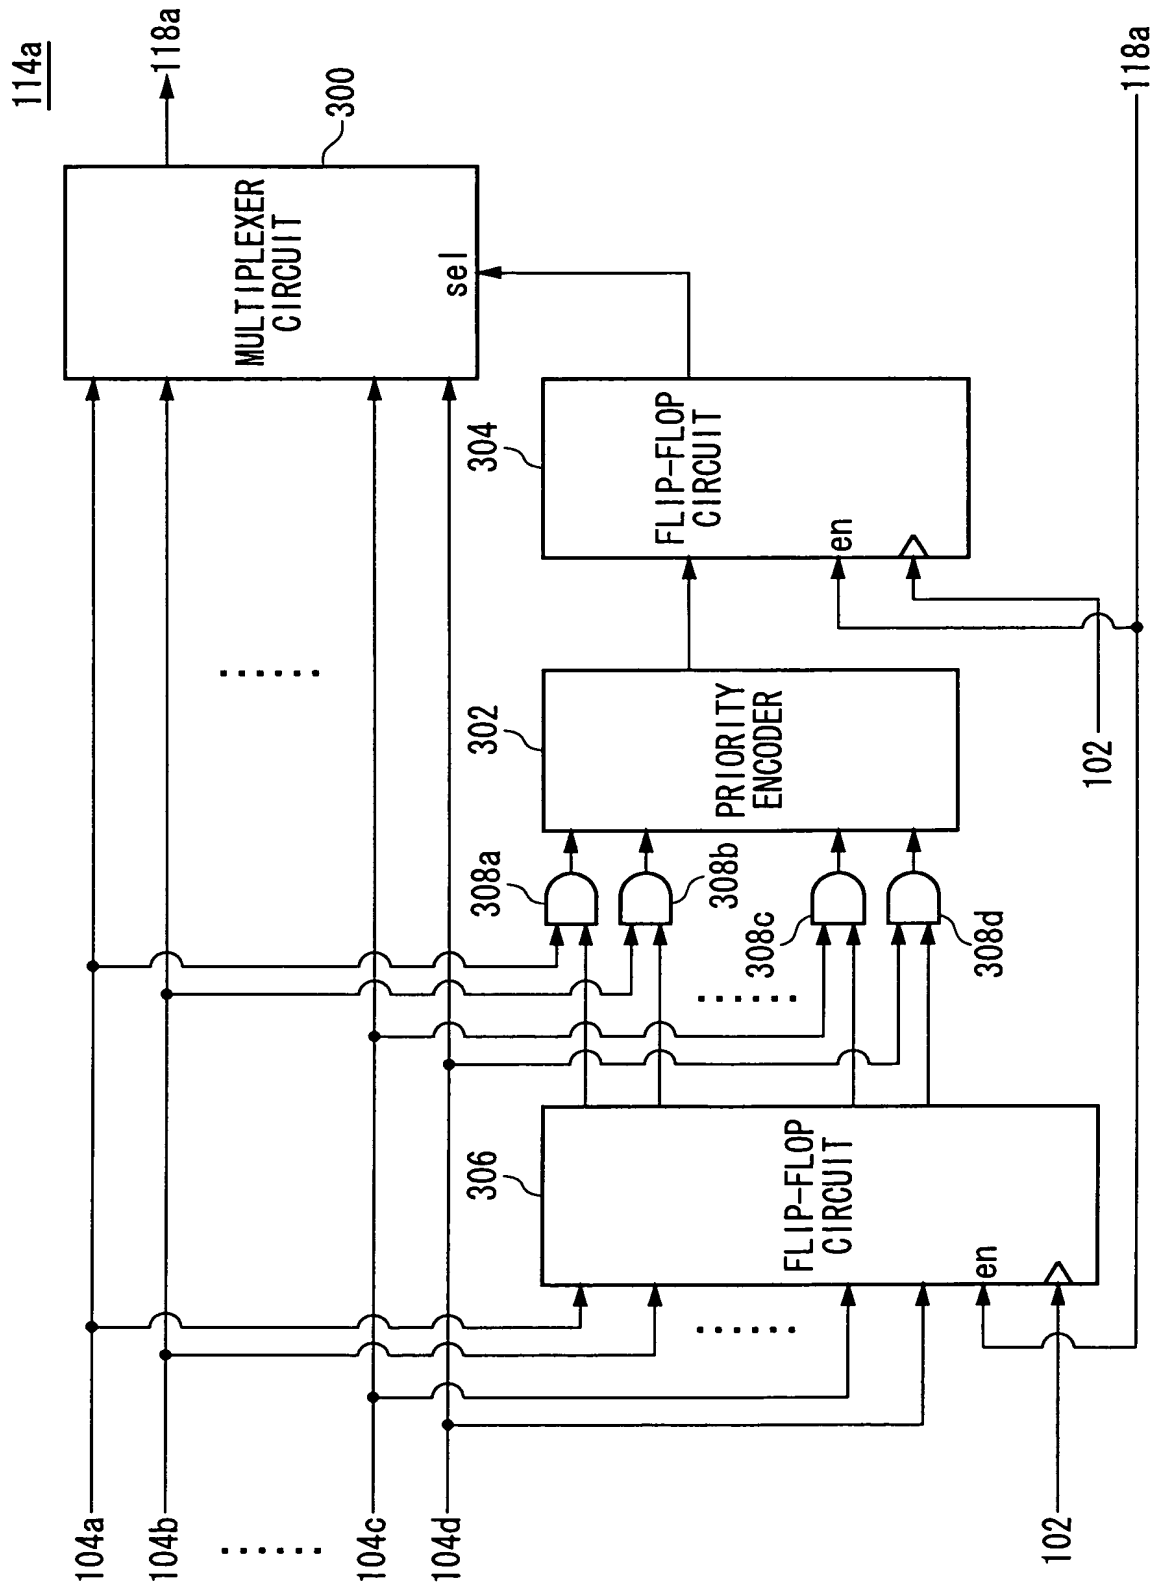 114a
104a
104b
104c
104d
118a
MULTIPLEXER
CIRCUIT
sel
300
306
FLIP-FLOP
CIRCUIT
en
102
308a
308b
308c
308d
302
PRIORITY
ENCODER
304
FLIP-FLOP
CIRCUIT
en
102
118a